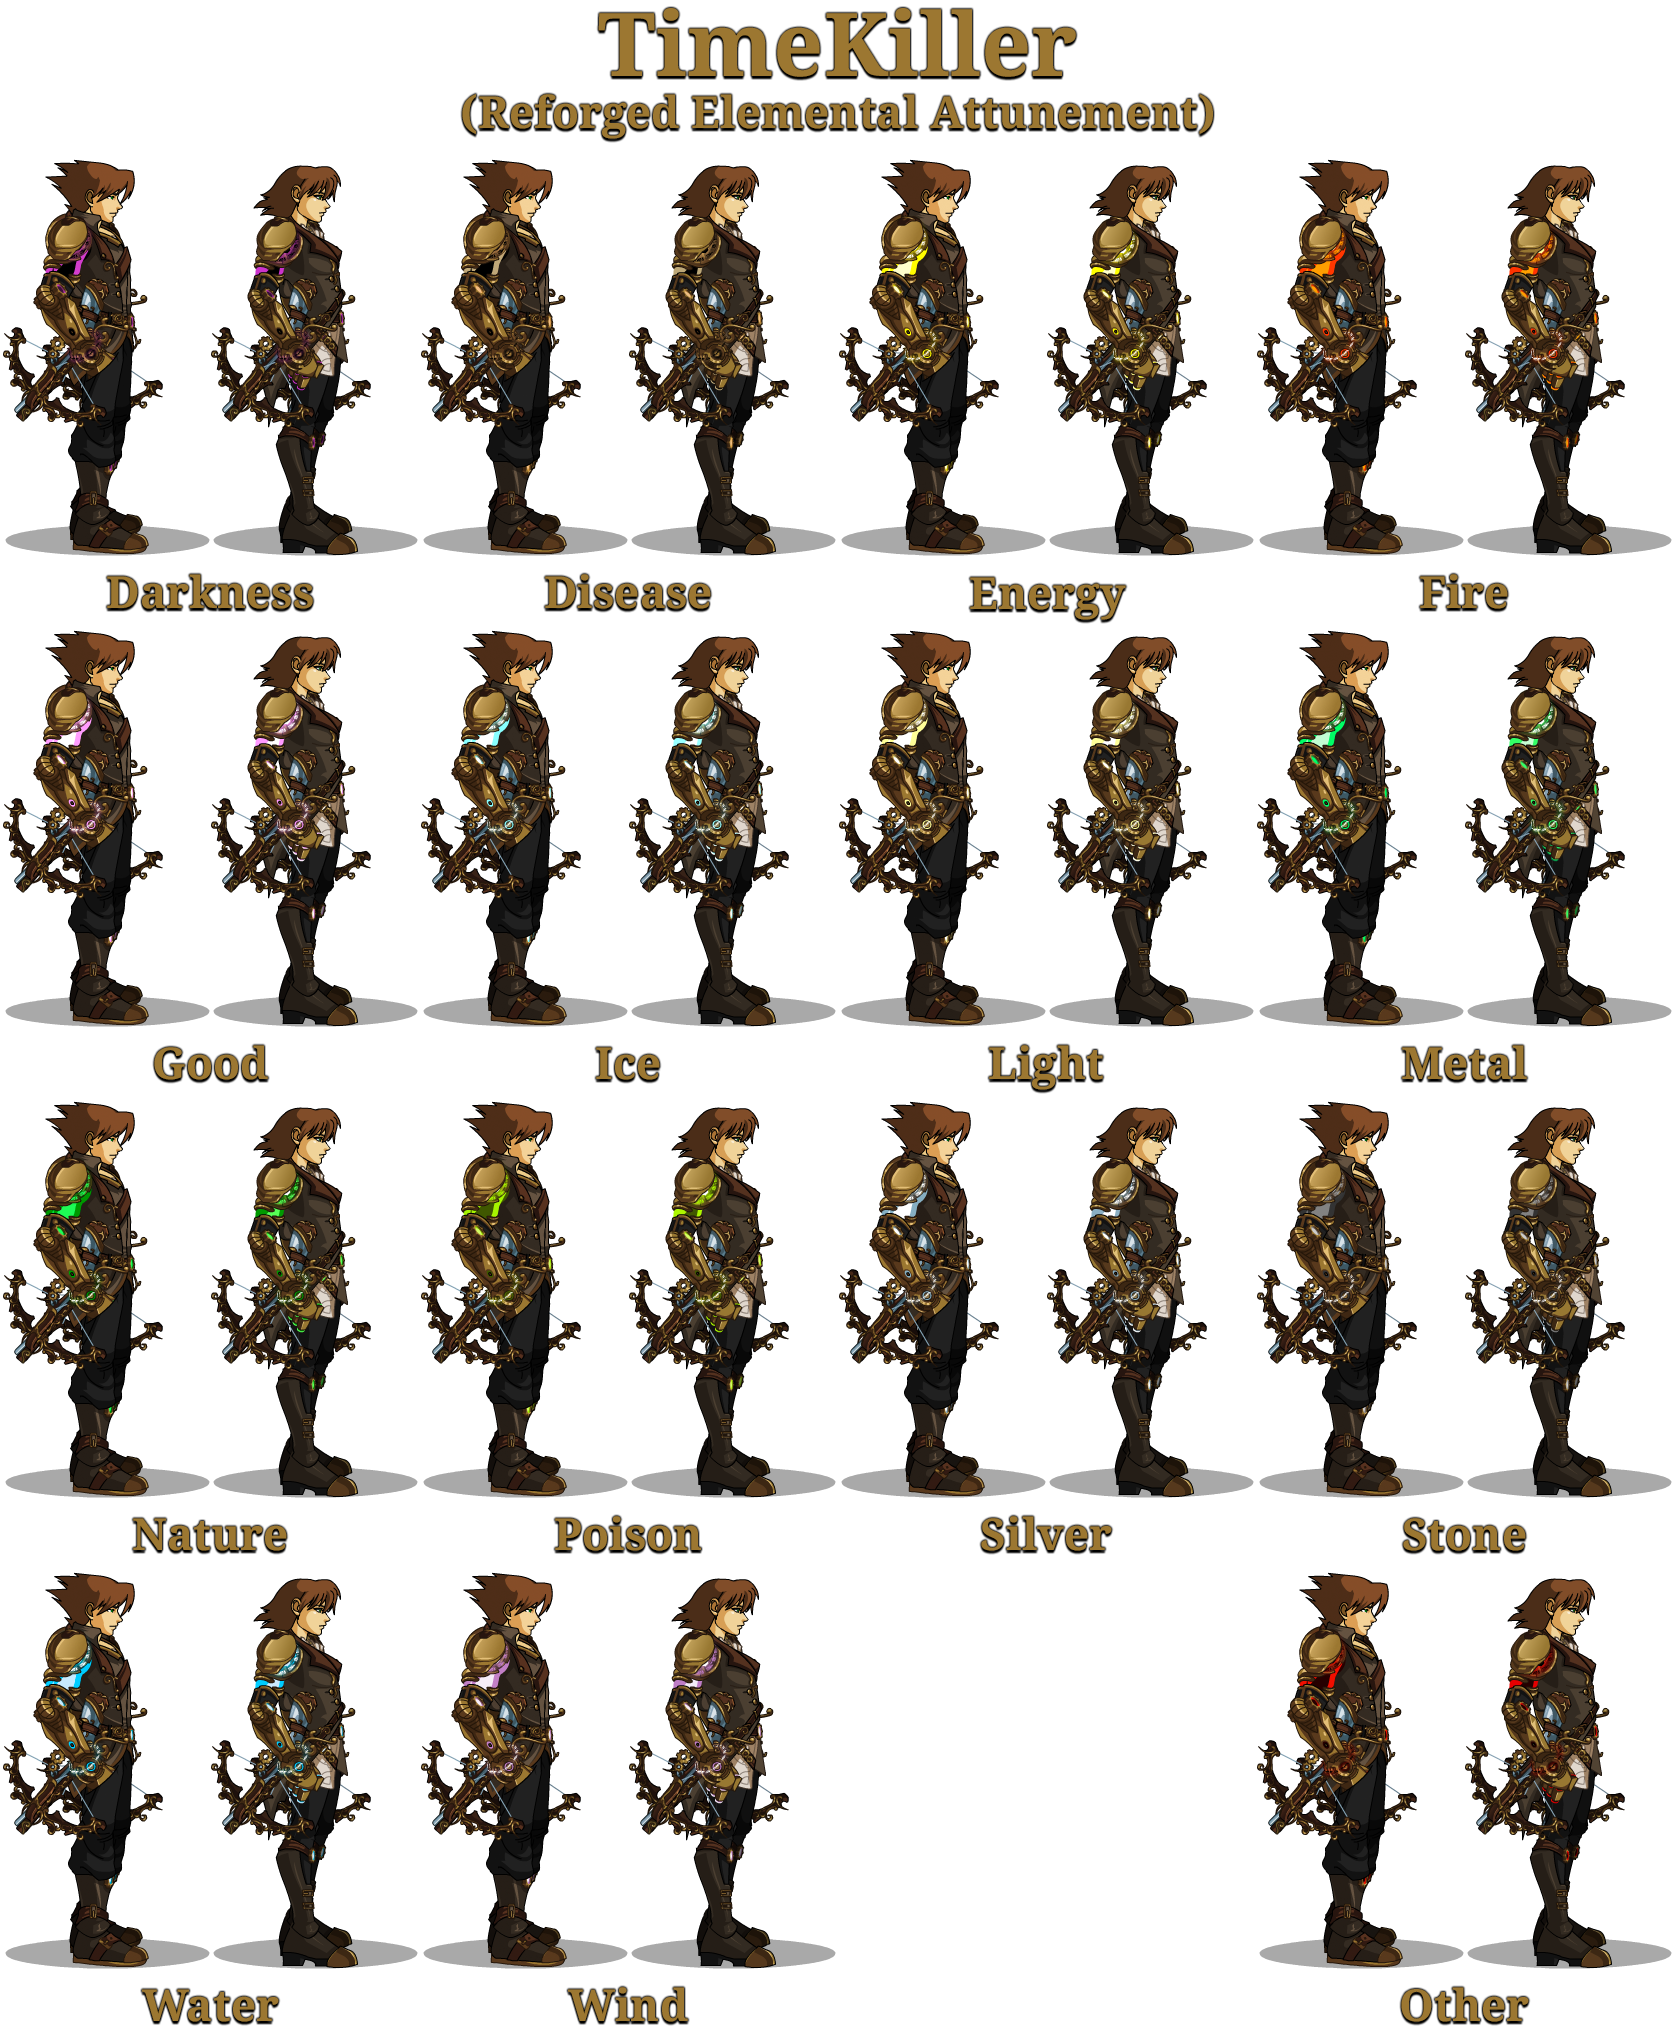 TimeKiller
(Reforged Elemental Attunement)
Darkness Disease Energy Fire
Good Ice Light Metal
Nature Poison Silver Stone
Water Wind Other